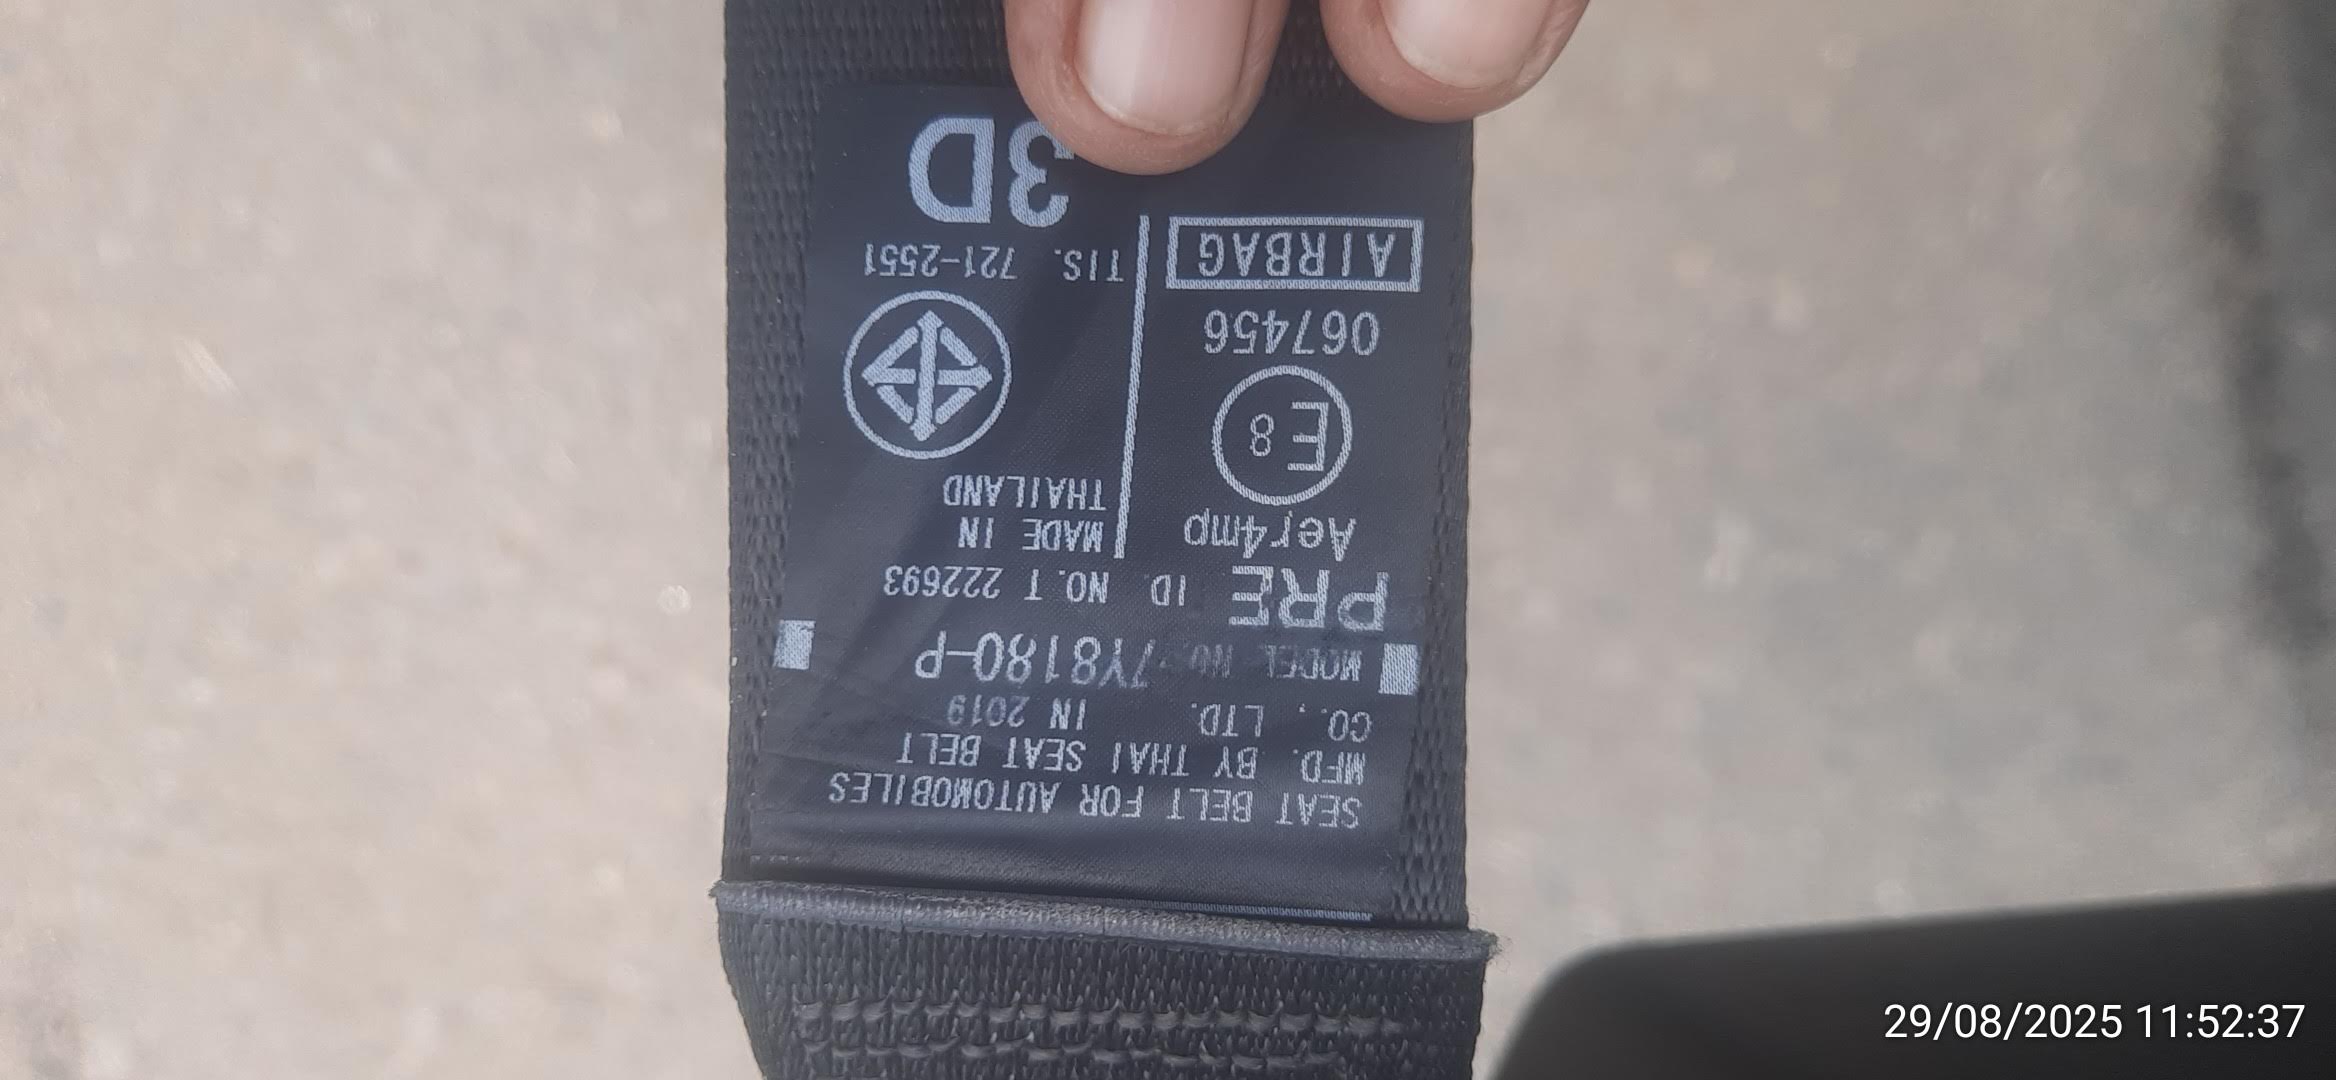 SEAT BELT FOR AUTOMOBILES
MFD. BY THAI SEAT BELT
CO., LTD. IN 2019
MODEL NO. 7Y8180-P
PRE ID NO. T 222693
Aer4mp
E8
067456
AIRBAG
MADE IN
THAILAND
TIS. 721-2551
3D
29/08/2025 11:52:37